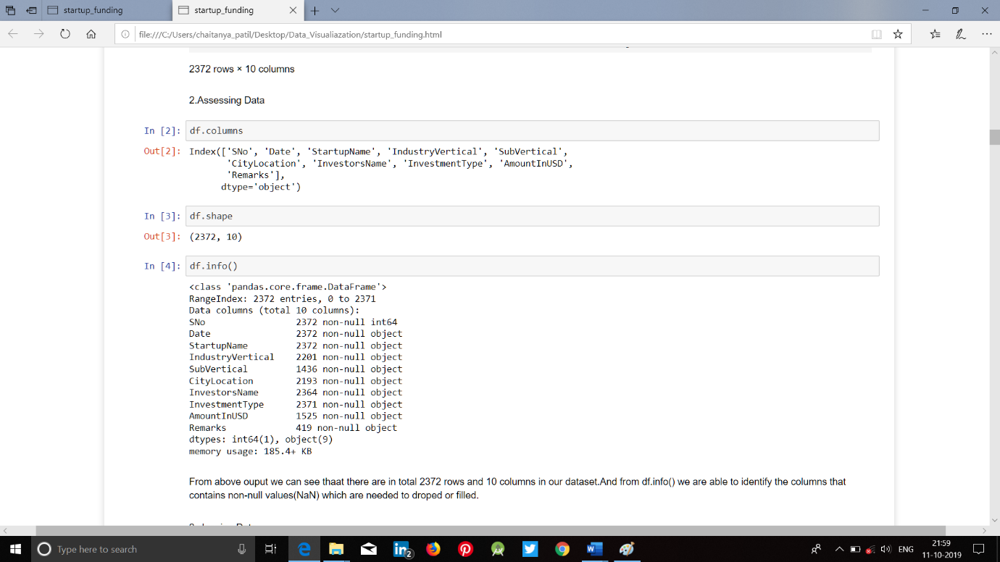 startup_funding
startup_funding
file:///C:/Users/chaitanya_patil/Desktop/Data_Visualiazation/startup_funding.html
2372 rows × 10 columns
2.Assessing Data
In [2]: df.columns
Out[2]: Index(['SNo', 'Date', 'StartupName', 'IndustryVertical', 'SubVertical',
'CityLocation', 'InvestorsName', 'InvestmentType', 'AmountInUSD',
'Remarks'],
dtype='object')
In [3]: df.shape
Out[3]: (2372, 10)
In [4]: df.info()
<class 'pandas.core.frame.DataFrame'>
RangeIndex: 2372 entries, 0 to 2371
Data columns (total 10 columns):
SNo 2372 non-null int64
Date 2372 non-null object
StartupName 2372 non-null object
IndustryVertical 2201 non-null object
SubVertical 1436 non-null object
CityLocation 2193 non-null object
InvestorsName 2364 non-null object
InvestmentType 2371 non-null object
AmountInUSD 1525 non-null object
Remarks 419 non-null object
dtypes: int64(1), object(9)
memory usage: 185.4+ KB
From above ouput we can see thaat there are in total 2372 rows and 10 columns in our dataset.And from df.info() we are able to identify the columns that
contains non-null values(NaN) which are needed to droped or filled.
Type here to search
in 2
W
ENG
21:59
11-10-2019